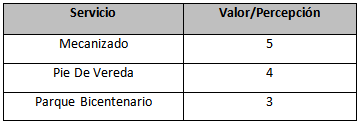 Servicio Valor/Percepción
Mecanizado 5
Pie De Vereda 4
Parque Bicentenario 3